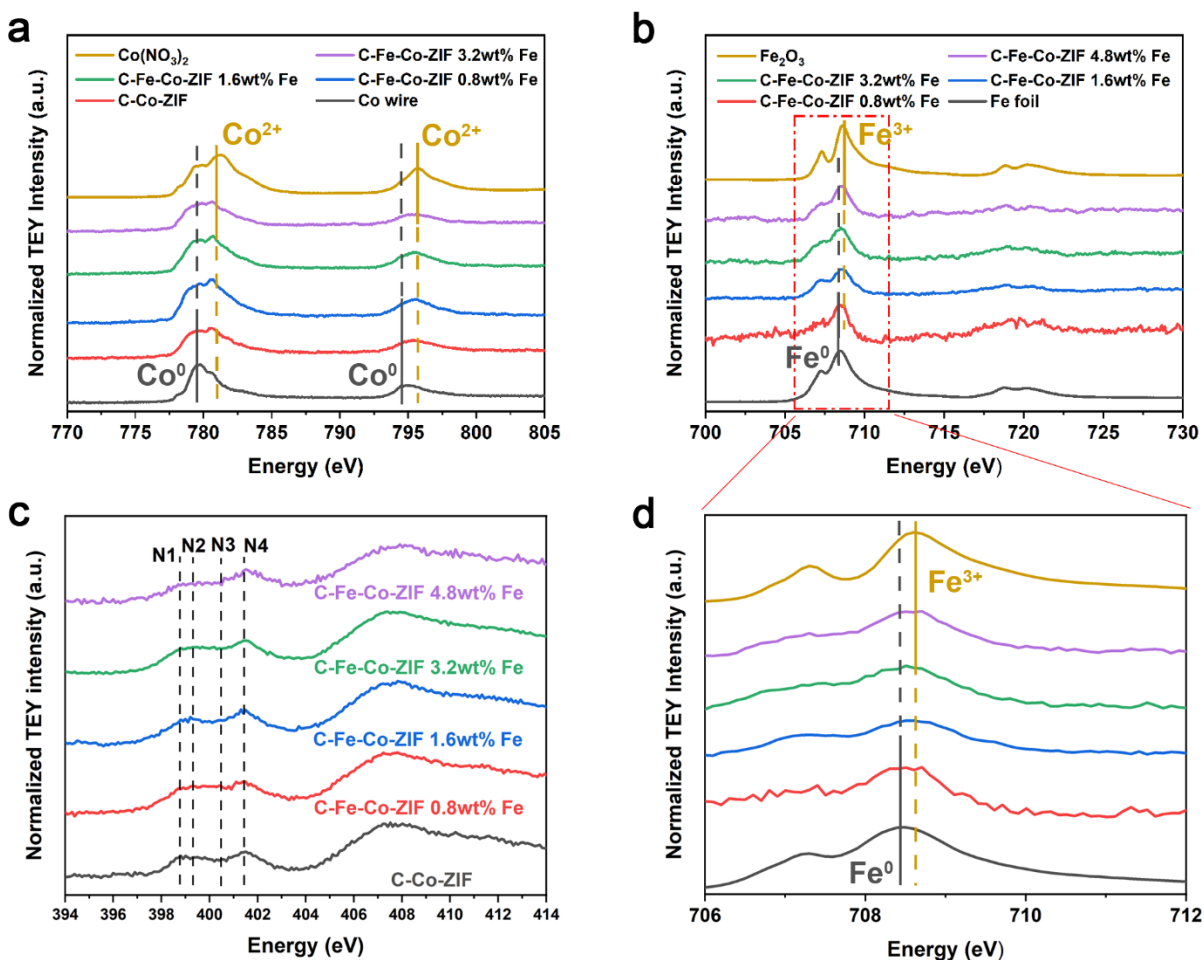 a
Co(NO₃)₂
C-Fe-Co-ZIF 3.2wt% Fe
C-Fe-Co-ZIF 1.6wt% Fe
C-Fe-Co-ZIF 0.8wt% Fe
C-Co-ZIF
Co wire
Co²⁺
Co²⁺
Co⁰
Co⁰
Normalized TEY Intensity (a.u.)
770 775 780 785 790 795 800 805
Energy (eV)
b
Fe₂O₃
C-Fe-Co-ZIF 4.8wt% Fe
C-Fe-Co-ZIF 3.2wt% Fe
C-Fe-Co-ZIF 1.6wt% Fe
C-Fe-Co-ZIF 0.8wt% Fe
Fe foil
Fe³⁺
Fe⁰
Normalized TEY Intensity (a.u.)
700 705 710 715 720 725 730
Energy (eV)
c
N1 N2 N3 N4
C-Fe-Co-ZIF 4.8wt% Fe
C-Fe-Co-ZIF 3.2wt% Fe
C-Fe-Co-ZIF 1.6wt% Fe
C-Fe-Co-ZIF 0.8wt% Fe
C-Co-ZIF
Normalized TEY intensity (a.u.)
394 396 398 400 402 404 406 408 410 412 414
Energy (eV)
d
Fe³⁺
Fe⁰
Normalized TEY Intensity (a.u.)
706 708 710 712
Energy (eV)